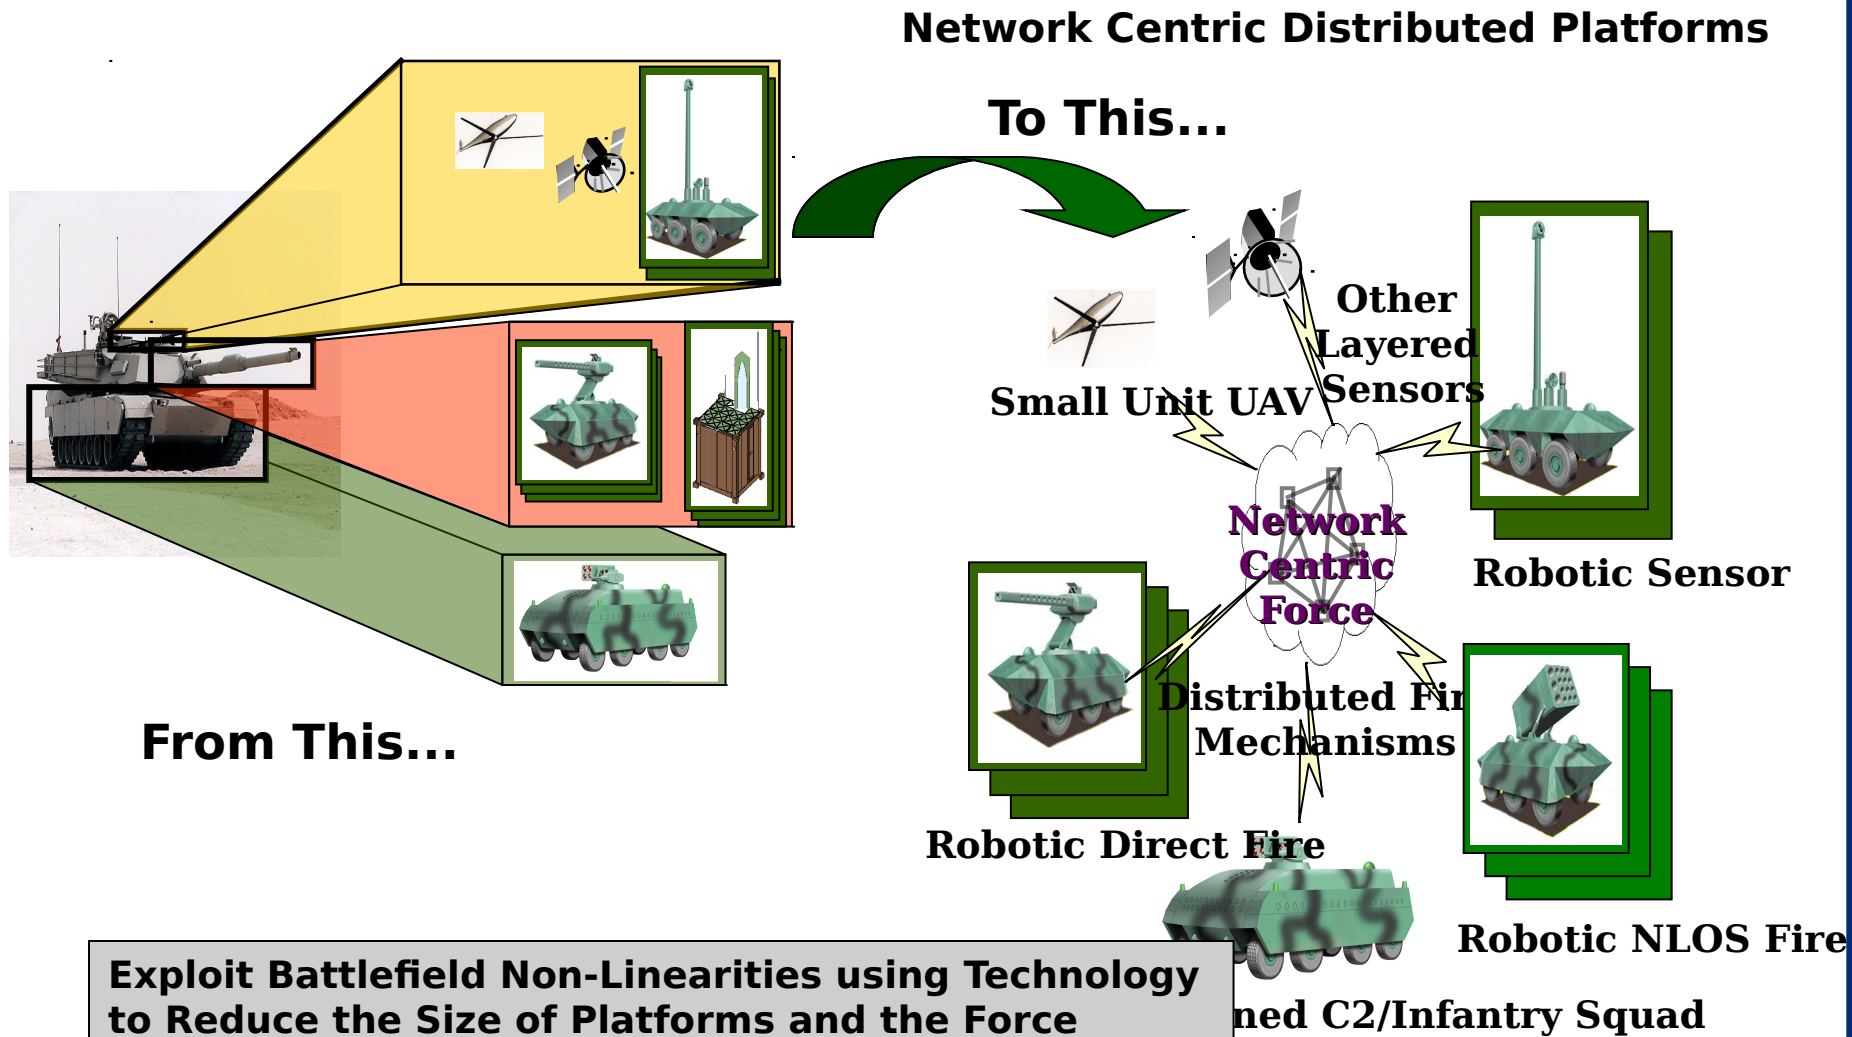 Network Centric Distributed Platforms
To This...
Other
Layered
Sensors
Small Unit UAV
Network
Centric
Force
Robotic Sensor
Distributed Fir
Mechanisms
From This...
Robotic Direct Fire
Robotic NLOS Fire
Exploit Battlefield Non-Linearities using Technology
to Reduce the Size of Platforms and the Force
ned C2/Infantry Squad